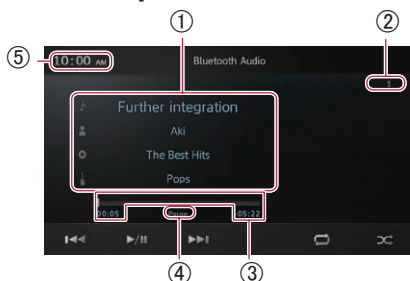 ① ②
⑤ 10:00 AM Bluetooth Audio
5
Further integration
Aki
The Best Hits
Pops
00:05 Pause 05:22
④ ③